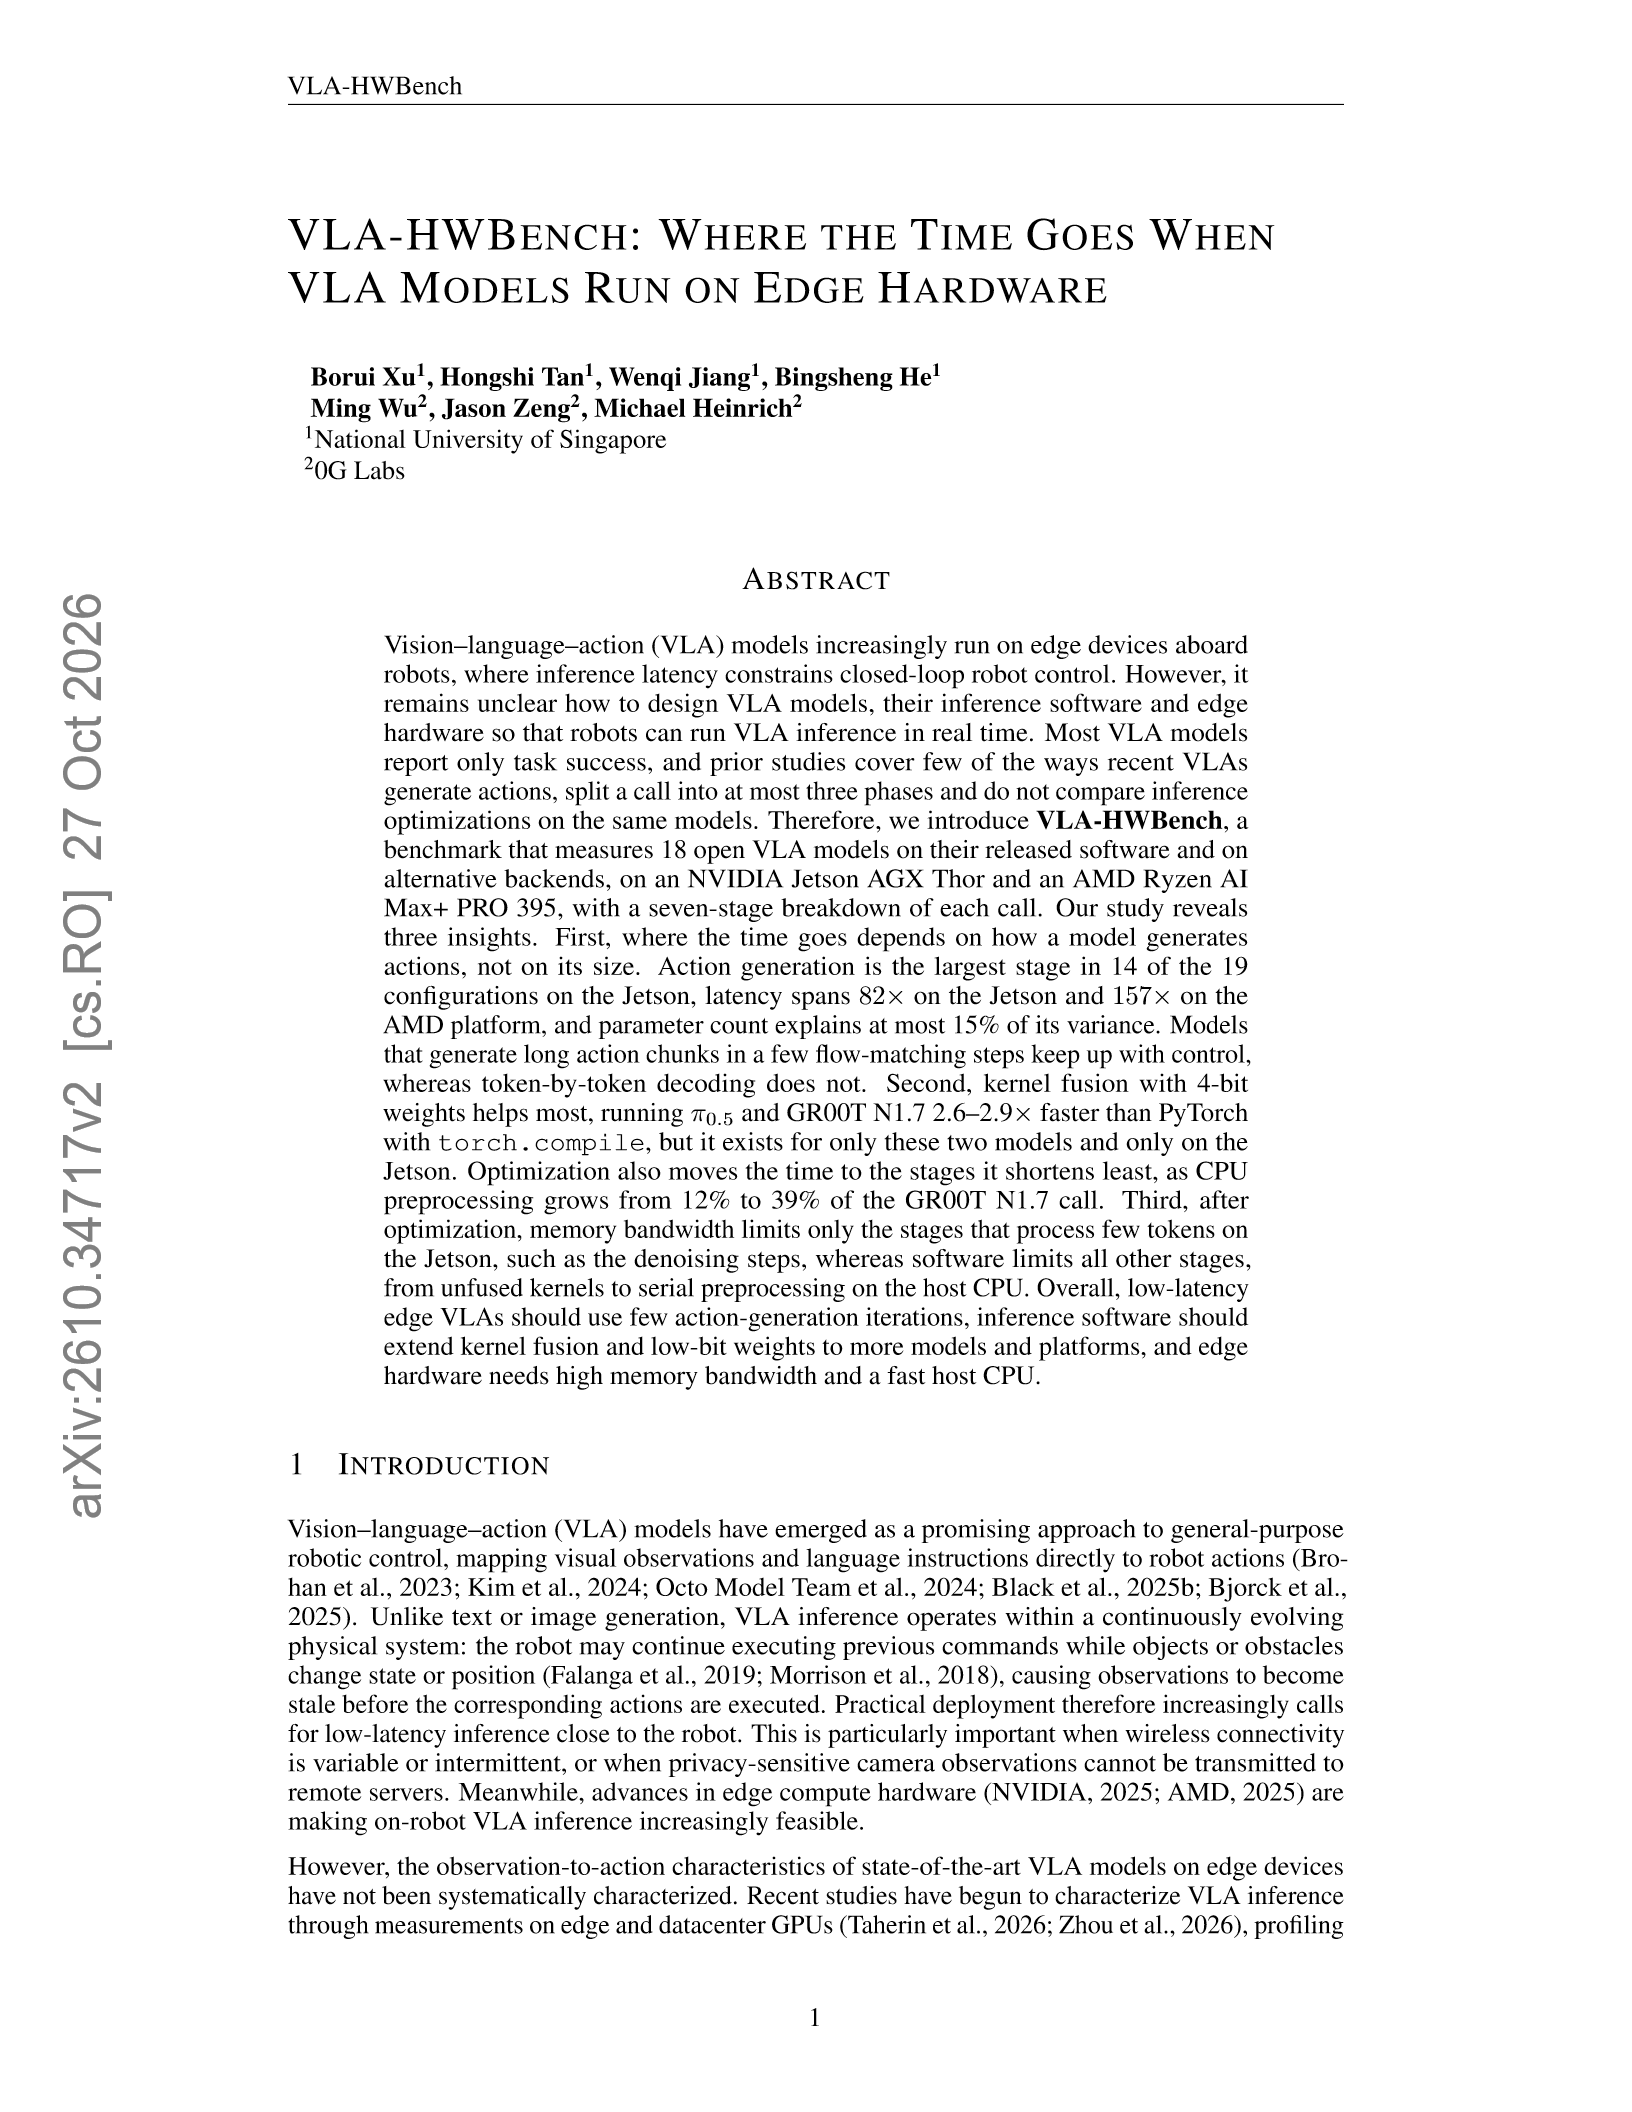 VLA-HWBench
VLA-HWBENCH: WHERE THE TIME GOES WHEN
VLA MODELS RUN ON EDGE HARDWARE
Borui Xu¹, Hongshi Tan¹, Wenqi Jiang¹, Bingsheng He¹
Ming Wu², Jason Zeng², Michael Heinrich²
¹National University of Singapore
²0G Labs
arXiv:2610.34717v2 [cs.RO] 27 Oct 2026
ABSTRACT
Vision–language–action (VLA) models increasingly run on edge devices aboard
robots, where inference latency constrains closed-loop robot control. However, it
remains unclear how to design VLA models, their inference software and edge
hardware so that robots can run VLA inference in real time. Most VLA models
report only task success, and prior studies cover few of the ways recent VLAs
generate actions, split a call into at most three phases and do not compare inference
optimizations on the same models. Therefore, we introduce VLA-HWBench, a
benchmark that measures 18 open VLA models on their released software and on
alternative backends, on an NVIDIA Jetson AGX Thor and an AMD Ryzen AI
Max+ PRO 395, with a seven-stage breakdown of each call. Our study reveals
three insights. First, where the time goes depends on how a model generates
actions, not on its size. Action generation is the largest stage in 14 of the 19
configurations on the Jetson, latency spans 82× on the Jetson and 157× on the
AMD platform, and parameter count explains at most 15% of its variance. Models
that generate long action chunks in a few flow-matching steps keep up with control,
whereas token-by-token decoding does not. Second, kernel fusion with 4-bit
weights helps most, running π0.5 and GR00T N1.7 2.6–2.9× faster than PyTorch
with torch.compile, but it exists for only these two models and only on the
Jetson. Optimization also moves the time to the stages it shortens least, as CPU
preprocessing grows from 12% to 39% of the GR00T N1.7 call. Third, after
optimization, memory bandwidth limits only the stages that process few tokens on
the Jetson, such as the denoising steps, whereas software limits all other stages,
from unfused kernels to serial preprocessing on the host CPU. Overall, low-latency
edge VLAs should use few action-generation iterations, inference software should
extend kernel fusion and low-bit weights to more models and platforms, and edge
hardware needs high memory bandwidth and a fast host CPU.
1 INTRODUCTION
Vision–language–action (VLA) models have emerged as a promising approach to general-purpose
robotic control, mapping visual observations and language instructions directly to robot actions (Bro-
han et al., 2023; Kim et al., 2024; Octo Model Team et al., 2024; Black et al., 2025b; Bjorck et al.,
2025). Unlike text or image generation, VLA inference operates within a continuously evolving
physical system: the robot may continue executing previous commands while objects or obstacles
change state or position (Falanga et al., 2019; Morrison et al., 2018), causing observations to become
stale before the corresponding actions are executed. Practical deployment therefore increasingly calls
for low-latency inference close to the robot. This is particularly important when wireless connectivity
is variable or intermittent, or when privacy-sensitive camera observations cannot be transmitted to
remote servers. Meanwhile, advances in edge compute hardware (NVIDIA, 2025; AMD, 2025) are
making on-robot VLA inference increasingly feasible.
However, the observation-to-action characteristics of state-of-the-art VLA models on edge devices
have not been systematically characterized. Recent studies have begun to characterize VLA inference
through measurements on edge and datacenter GPUs (Taherin et al., 2026; Zhou et al., 2026), profiling
1